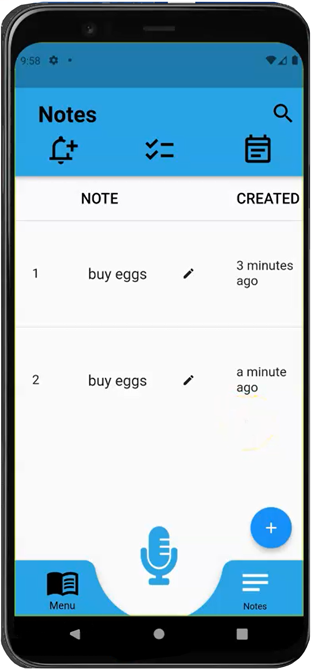 9:58
Notes
NOTE CREATED
1 buy eggs 3 minutes
ago
2 buy eggs a minute
ago
+
Menu Notes